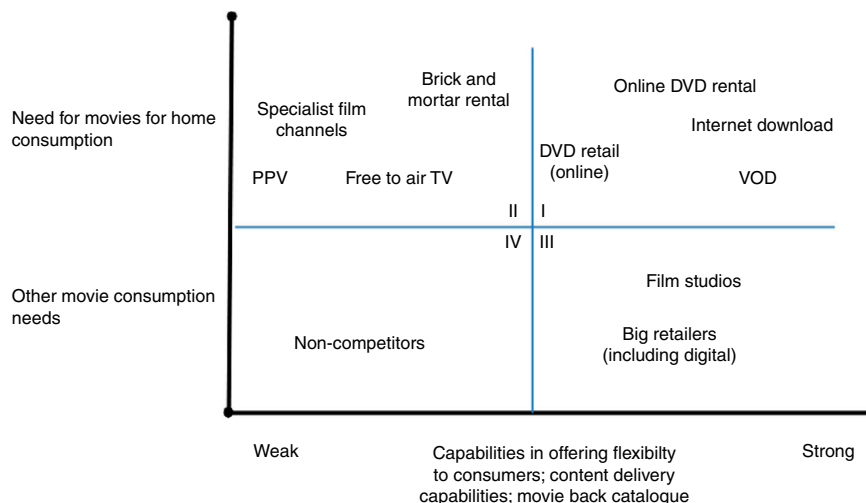 Need for movies for home
consumption
Specialist film
channels
Brick and
mortar rental
Online DVD rental
Internet download
DVD retail
(online)
PPV
Free to air TV
VOD
II
I
IV
III
Other movie consumption
needs
Film studios
Non-competitors
Big retailers
(including digital)
Weak
Capabilities in offering flexibilty
to consumers; content delivery
capabilities; movie back catalogue
Strong